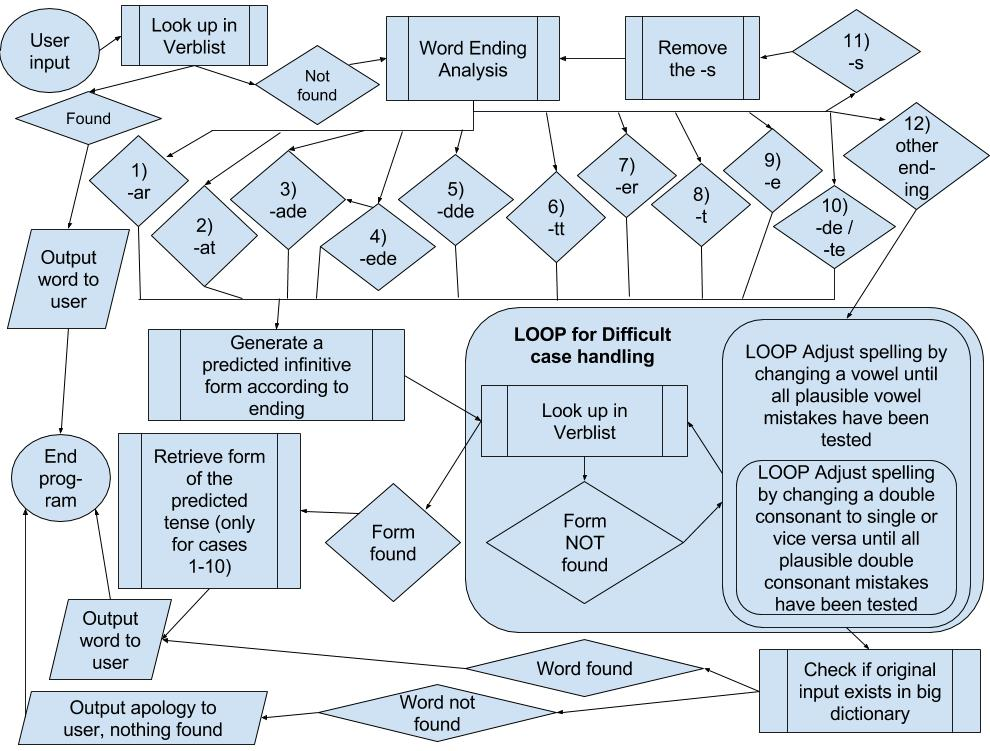 User
input
Look up in
Verblist
Not
found
Found
Word Ending
Analysis
Remove
the -s
11)
-s
12)
other
end-
ing
1)
-ar
2)
-at
3)
-ade
4)
-ede
5)
-dde
6)
-tt
7)
-er
8)
-t
9)
-e
10)
-de /
-te
Output
word to
user
Generate a
predicted infinitive
form according to
ending
LOOP for Difficult
case handling
Look up in
Verblist
Form
NOT
found
LOOP Adjust spelling by
changing a vowel until
all plausible vowel
mistakes have been
tested
LOOP Adjust spelling
by changing a double
consonant to single or
vice versa until all
plausible double
consonant mistakes
have been tested
End
prog-
ram
Retrieve form
of the
predicted
tense (only
for cases
1-10)
Form
found
Output
word to
user
Word found
Check if original
input exists in big
dictionary
Output apology to
user, nothing found
Word not
found